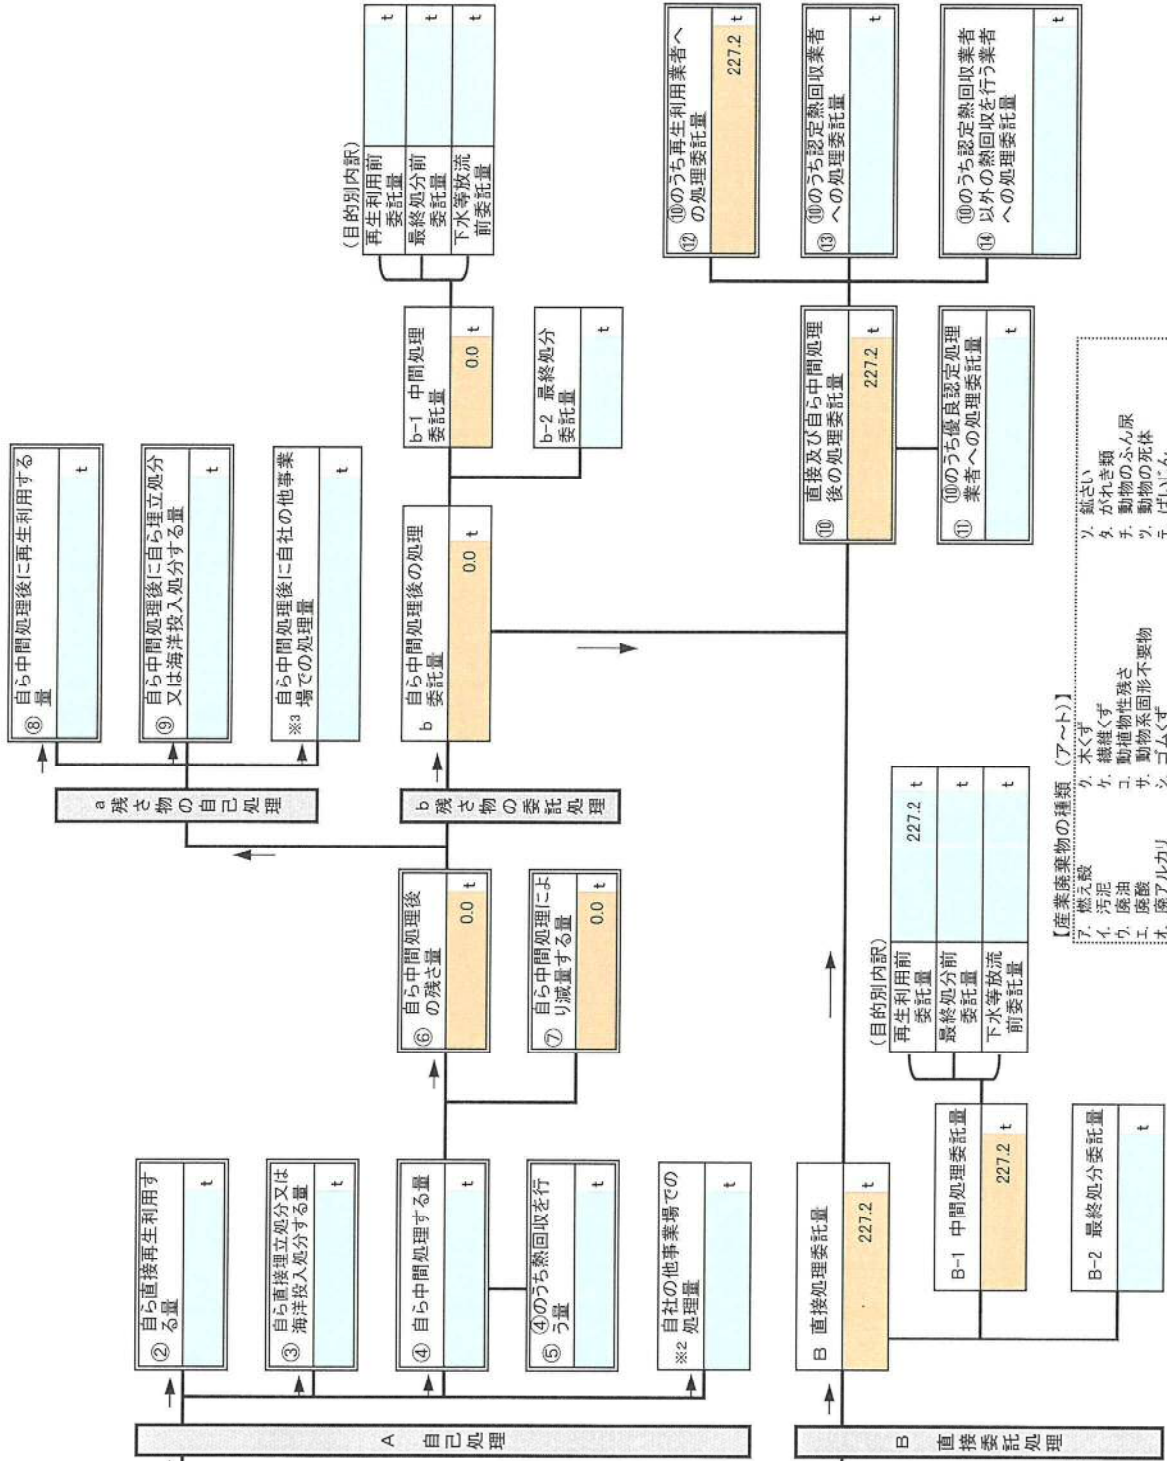 A 自己処理
② 自ら直接再生利用す
る量
t
③ 自ら直接埋立処分又は
海洋投入処分する量
t
④ 自ら中間処理する量
t
⑤ ④のうち熱回収を行
う量
t
※2 自社の他事業場での
処理量
t
⑥ 自ら中間処理後
の残さ量
0.0 t
⑦ 自ら中間処理によ
り減量する量
0.0 t
a 残さ物の自己処理
⑧ 自ら中間処理後に再生利用する
量
t
⑨ 自ら中間処理後に自ら埋立処分
又は海洋投入処分する量
t
※3 自ら中間処理後に自社の他事業
場での処理量
t
b 残さ物の委託処理
b 自ら中間処理後の処理
委託量
0.0 t
b-1 中間処理
委託量
0.0 t
b-2 最終処分
委託量
t
(目的別内訳)
再生利用前
委託量 t
最終処分前
委託量 t
下水等放流
前委託量 t
B 直接委託処理
B 直接処理委託量
227.2 t
B-1 中間処理委託量
227.2 t
B-2 最終処分委託量
t
(目的別内訳)
再生利用前
委託量 227.2 t
最終処分前
委託量 t
下水等放流
前委託量 t
⑩ 直接及び自ら中間処理
後の処理委託量
227.2 t
⑪ ⑩のうち優良認定処理
業者への処理委託量
t
⑫ ⑩のうち再生利用業者へ
の処理委託量
227.2 t
⑬ ⑩のうち認定熱回収業者
への処理委託量
t
⑭ ⑩のうち認定熱回収業者
以外の熱回収を行う業者
への処理委託量
t
【産業廃棄物の種類 (ア～ト)】
ア. 燃え殻
イ. 汚泥
ウ. 廃油
エ. 廃酸
オ. 廃アルカリ
ク. 木くず
ケ. 繊維くず
コ. 動植物性残さ
サ. 動物系固形不要物
シ. ゴムくず
ソ. 鉱さい
タ. がれき類
チ. 動物のふん尿
ツ. 動物の死体
テ. ばいじん